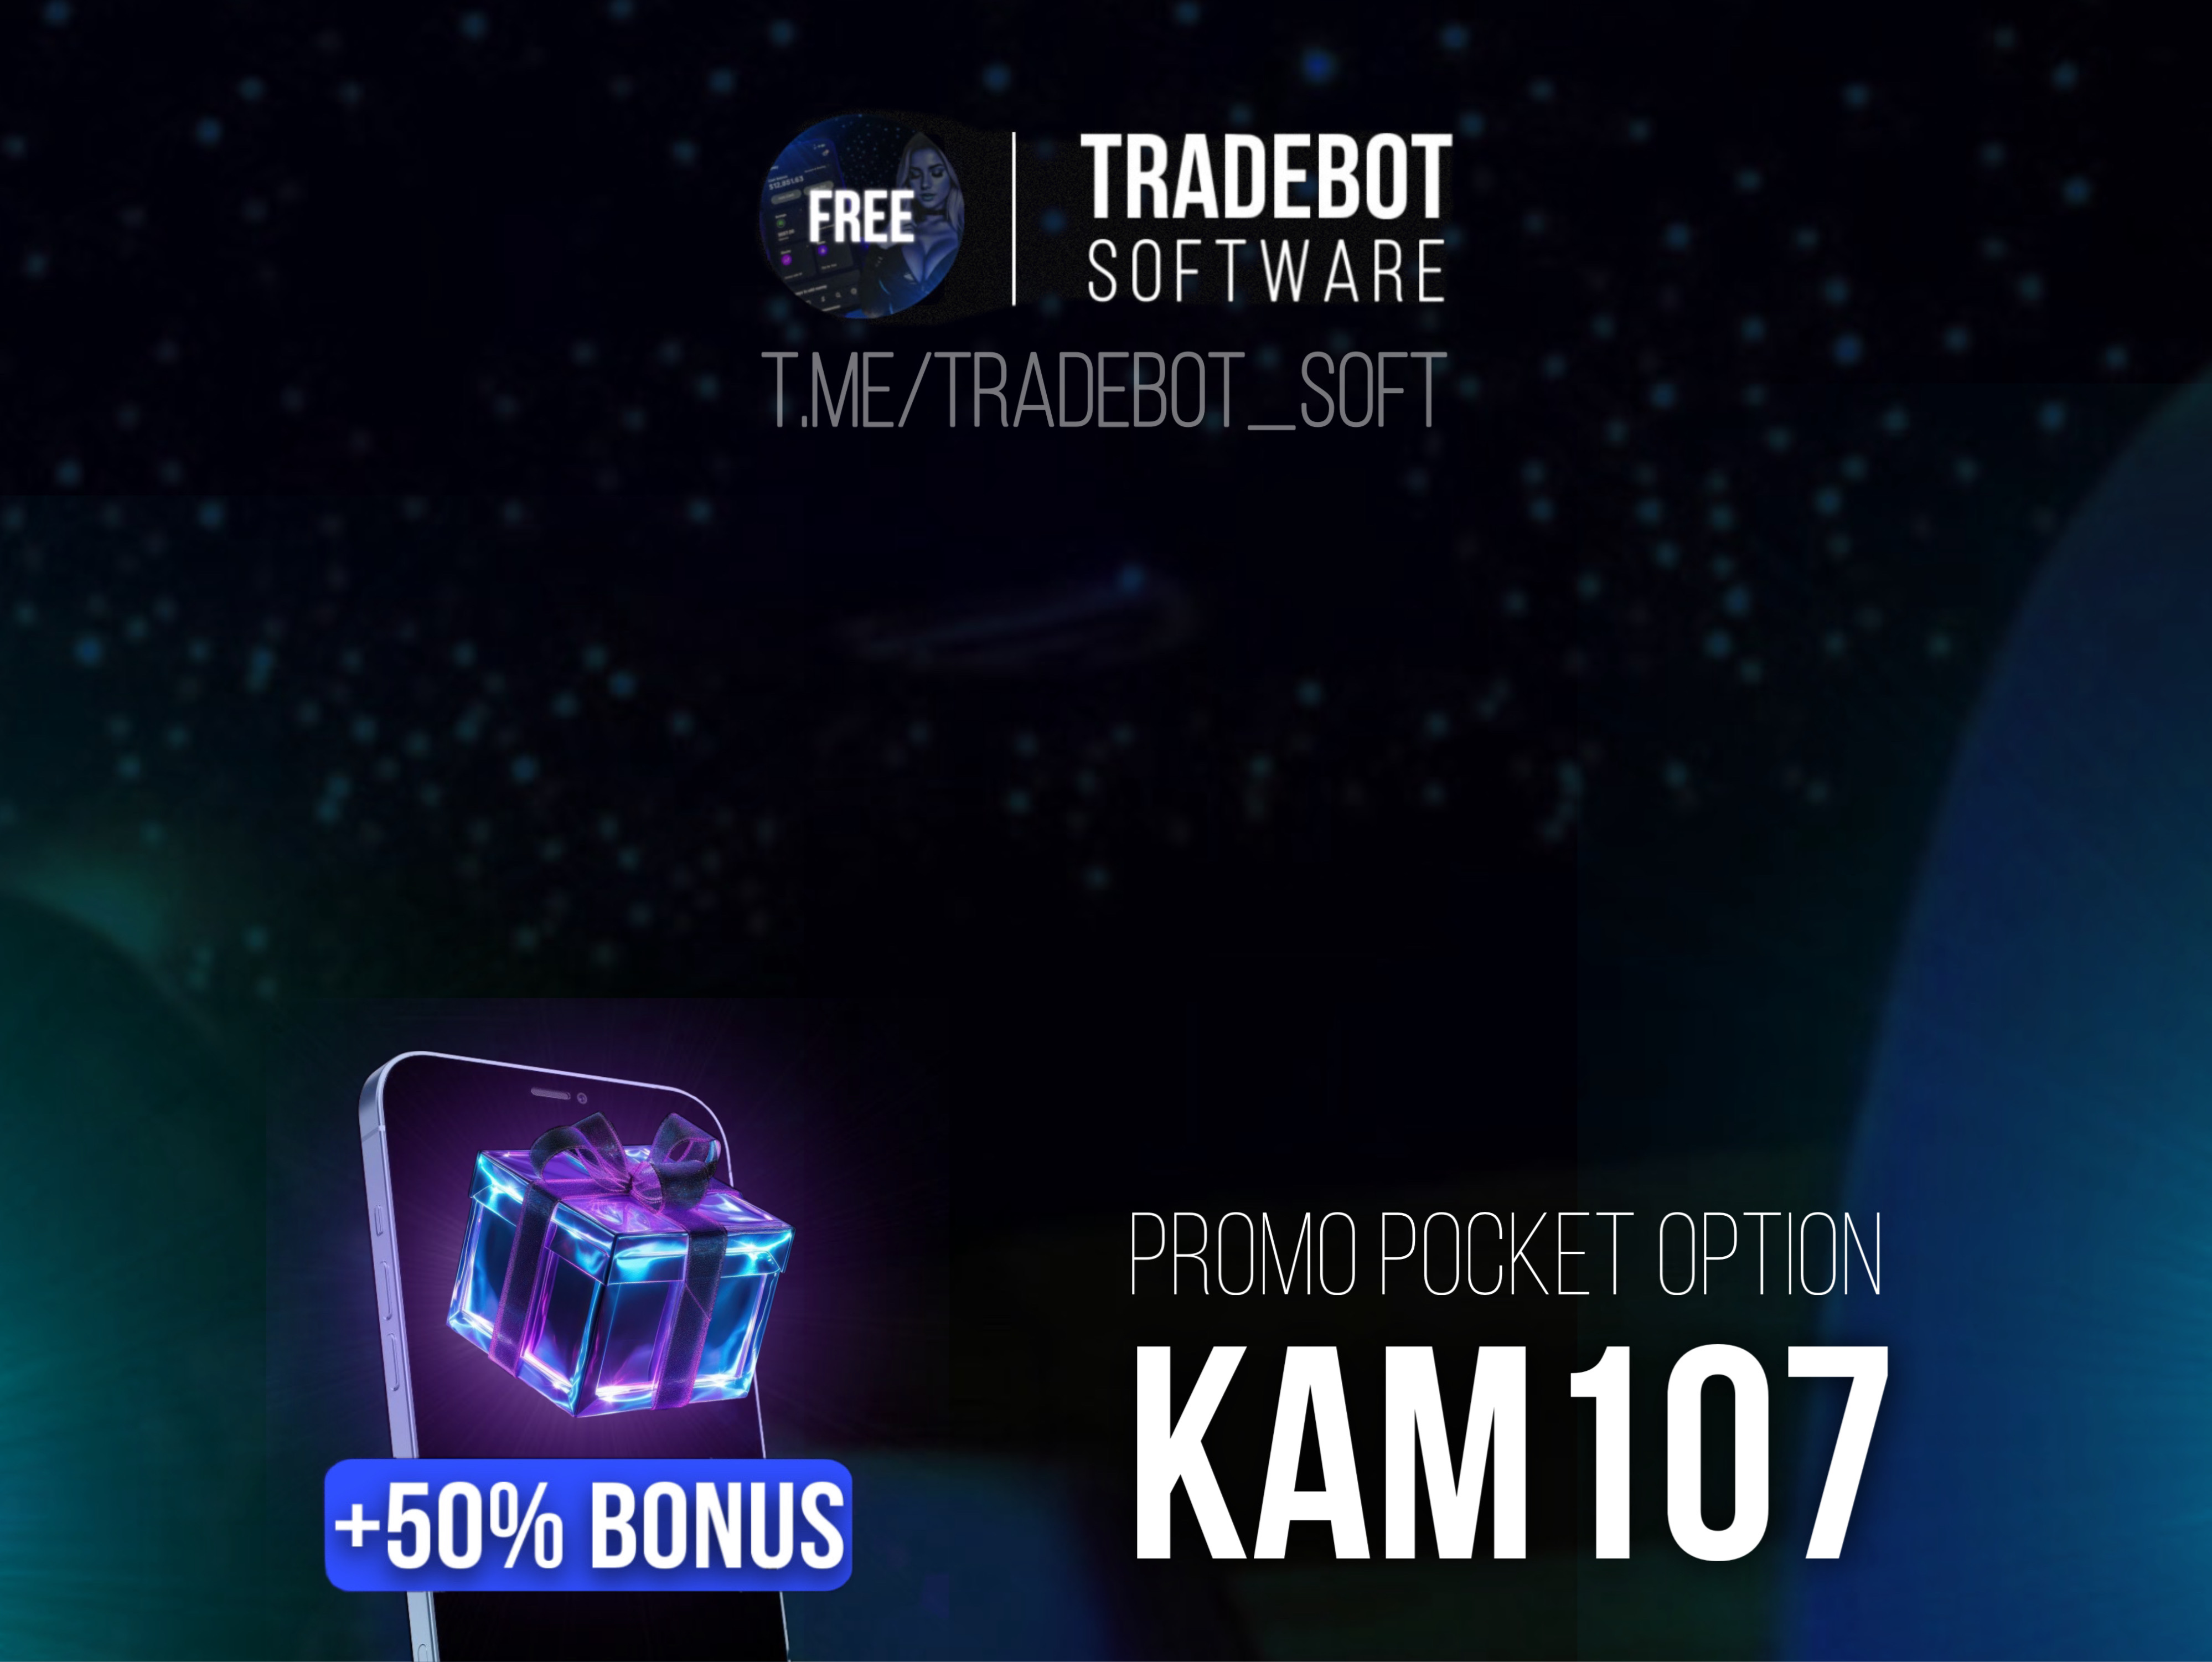 FREE
TRADEBOT
SOFTWARE
T.ME/TRADEBOT_SOFT
PROMO POCKET OPTION
KAM107
+50% BONUS